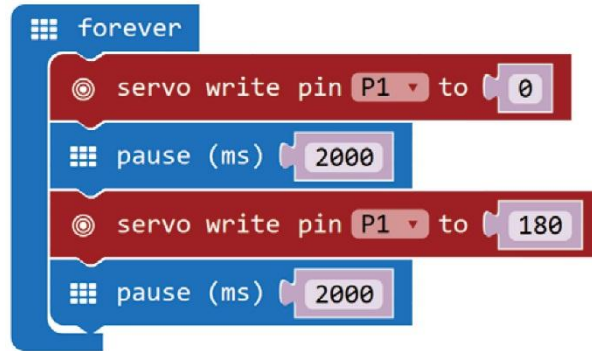 forever
servo write pin P1 to 0
pause (ms) 2000
servo write pin P1 to 180
pause (ms) 2000